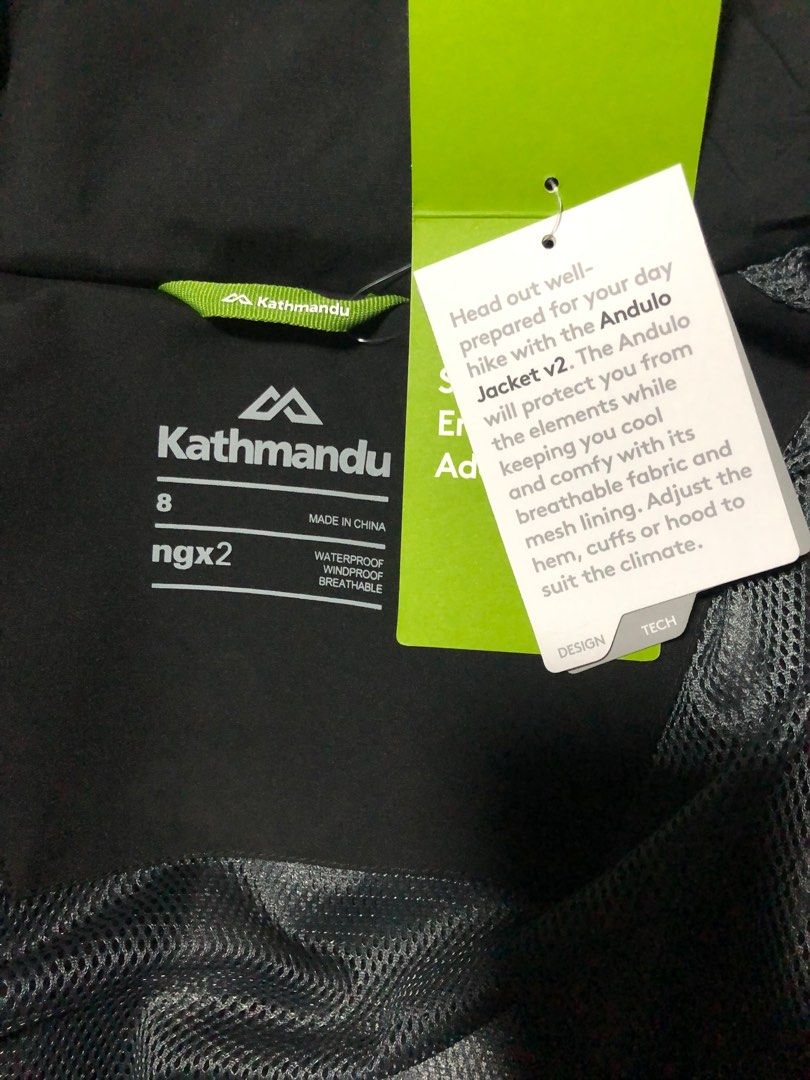 Kathmandu
Kathmandu
8
MADE IN CHINA
ngx2
WATERPROOF
WINDPROOF
BREATHABLE
Head out well-
prepared for your day
hike with the Andulo
Jacket v2. The Andulo
will protect you from
the elements while
keeping you cool
and comfy with its
breathable fabric and
mesh lining. Adjust the
hem, cuffs or hood to
suit the climate.
DESIGN
TECH